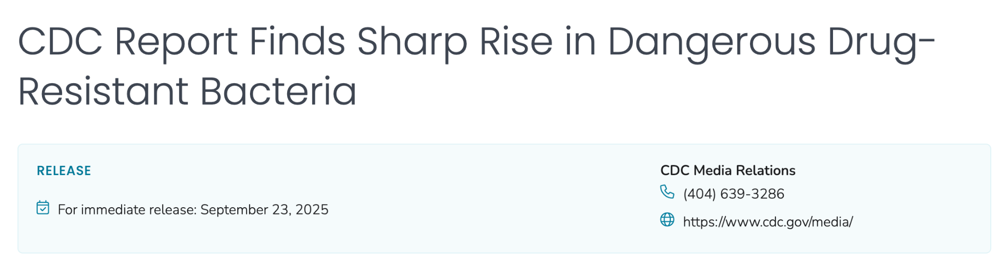 CDC Report Finds Sharp Rise in Dangerous Drug-
Resistant Bacteria
RELEASE
For immediate release: September 23, 2025
CDC Media Relations
(404) 639-3286
https://www.cdc.gov/media/